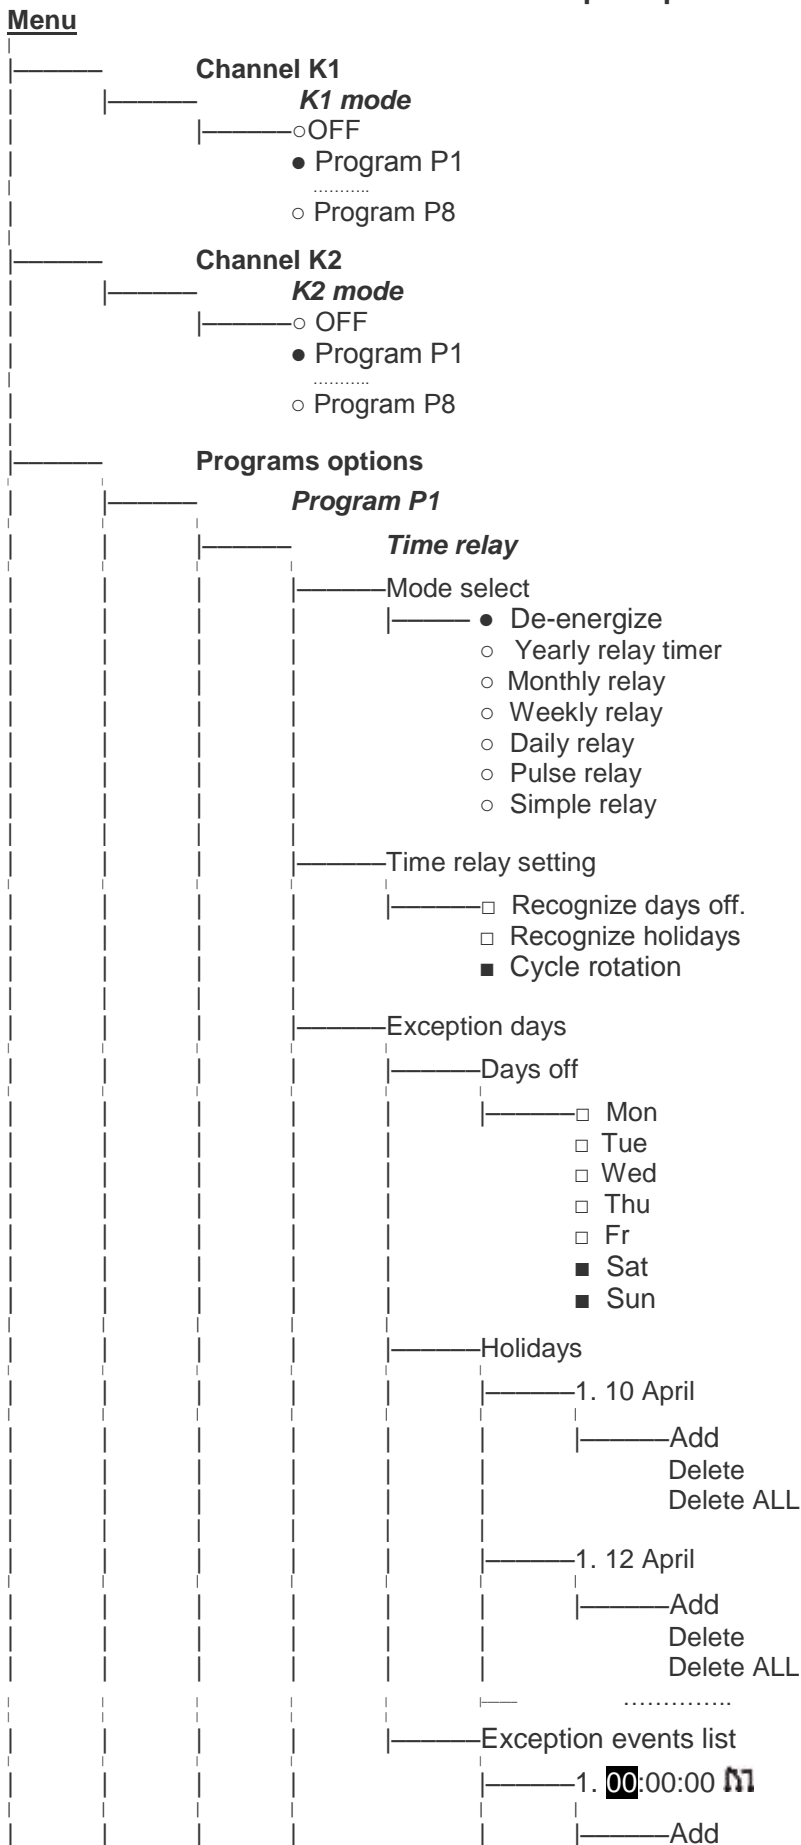 Menu
Channel K1
K1 mode
○OFF
● Program P1
...........
○ Program P8
Channel K2
K2 mode
○ OFF
● Program P1
...........
○ Program P8
Programs options
Program P1
Time relay
Mode select
● De-energize
○ Yearly relay timer
○ Monthly relay
○ Weekly relay
○ Daily relay
○ Pulse relay
○ Simple relay
Time relay setting
□ Recognize days off.
□ Recognize holidays
■ Cycle rotation
Exception days
Days off
□ Mon
□ Tue
□ Wed
□ Thu
□ Fr
■ Sat
■ Sun
Holidays
1. 10 April
Add
Delete
Delete ALL
1. 12 April
Add
Delete
Delete ALL
…………..
Exception events list
1. 00:00:00
Add